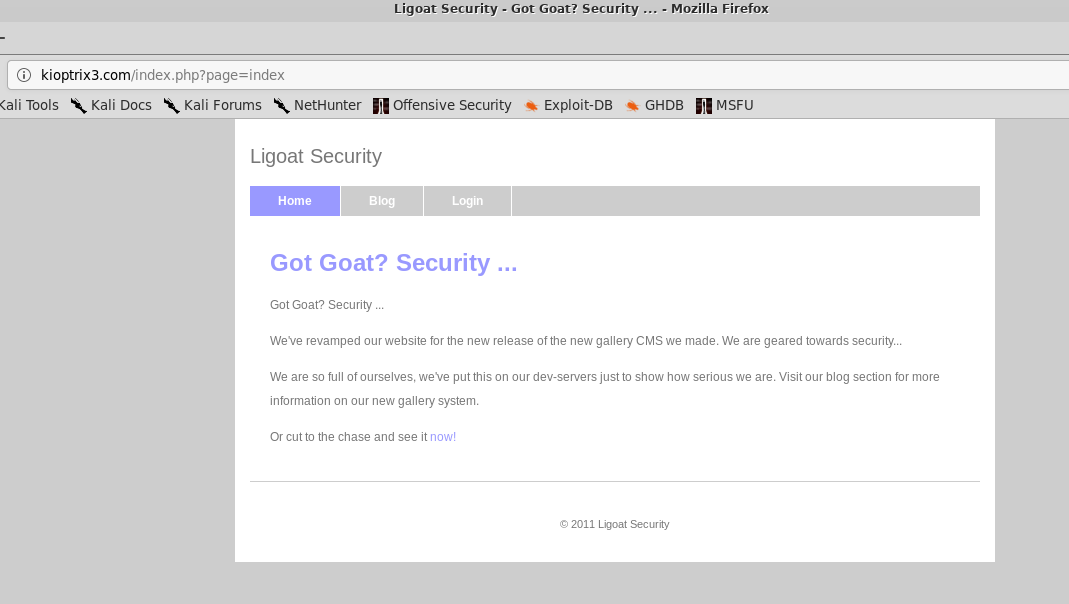 Ligoat Security - Got Goat? Security ... - Mozilla Firefox
kioptrix3.com/index.php?page=index
Kali Tools Kali Docs Kali Forums NetHunter Offensive Security Exploit-DB GHDB MSFU
Ligoat Security
Home Blog Login
Got Goat? Security ...
Got Goat? Security ...
We've revamped our website for the new release of the new gallery CMS we made. We are geared towards security...
We are so full of ourselves, we've put this on our dev-servers just to show how serious we are. Visit our blog section for more
information on our new gallery system.
Or cut to the chase and see it now!
© 2011 Ligoat Security